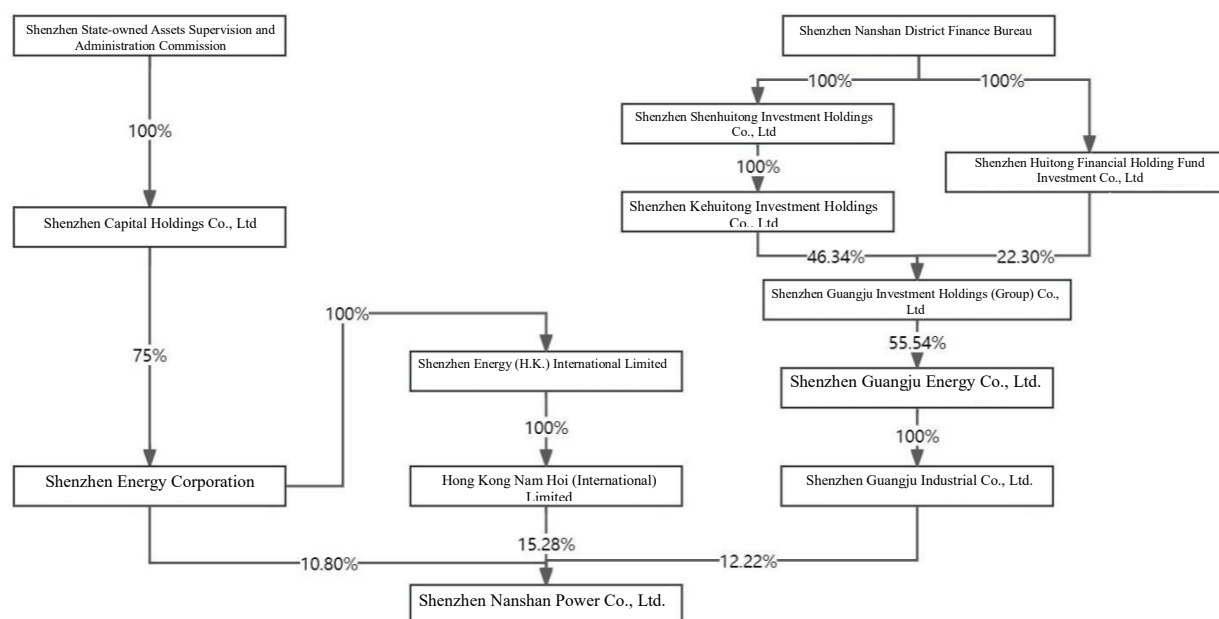 Shenzhen State-owned Assets Supervision and
Administration Commission
Shenzhen Nanshan District Finance Bureau
100%
100%
Shenzhen Shenhuitong Investment Holdings
Co., Ltd
100%
100%
Shenzhen Huitong Financial Holding Fund
Investment Co., Ltd
Shenzhen Capital Holdings Co., Ltd
Shenzhen Kehuitong Investment Holdings
Co., Ltd
46.34%
22.30%
Shenzhen Guangju Investment Holdings (Group) Co.,
Ltd
100%
75%
55.54%
Shenzhen Energy (H.K.) International Limited
Shenzhen Guangju Energy Co., Ltd.
100%
100%
Shenzhen Energy Corporation
Hong Kong Nam Hoi (International)
Limited
Shenzhen Guangju Industrial Co., Ltd.
15.28%
10.80%
12.22%
Shenzhen Nanshan Power Co., Ltd.